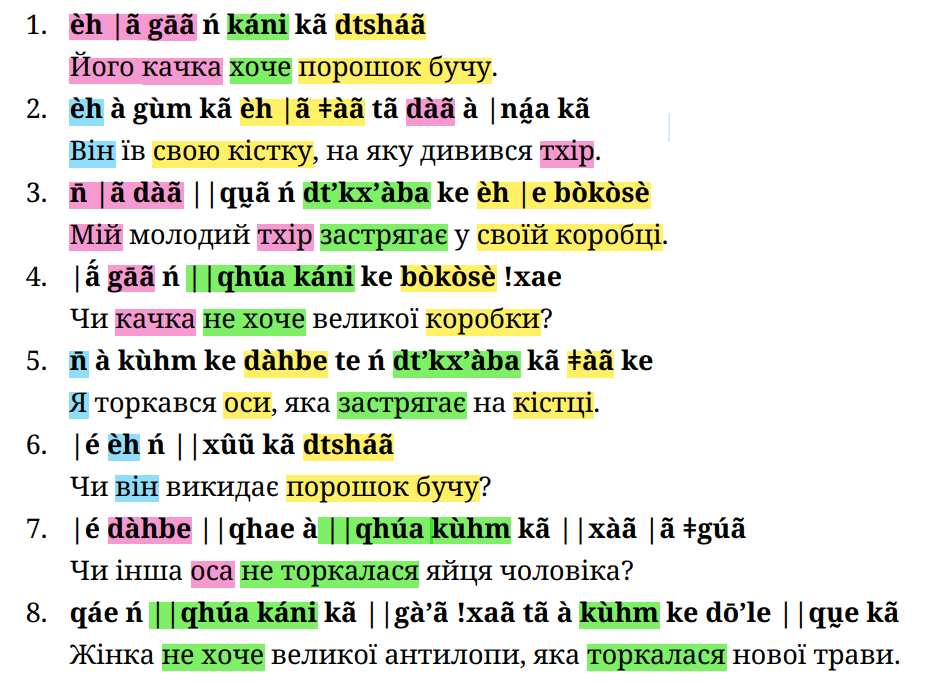 1. èh |ã gāã ń káni kã dtsháã
Його качка хоче порошок бучу.
2. èh à gùm kã èh |ã ǂàã tã dàã à |ná̰a kã
Він їв свою кістку, на яку дивився тхір.
3. n̄ |ã dàã ||qṵã ń dt’kx’àba ke èh |e bòkòsè
Мій молодий тхір застрягає у своїй коробці.
4. |ã́ gāã ń ||qhúa káni ke bòkòsè !xae
Чи качка не хоче великої коробки?
5. n̄ à kùhm ke dàhbe te ń dt’kx’àba kã ǂàã ke
Я торкався оси, яка застрягає на кістці.
6. |é èh ń ||xûũ kã dtsháã
Чи він викидає порошок бучу?
7. |é dàhbe ||qhae à ||qhúa kùhm kã ||xàã |ã ǂgúã
Чи інша оса не торкалася яйця чоловіка?
8. qáe ń ||qhúa káni kã ||gà’ã !xaã tã à kùhm ke dō’le ||qṵe kã
Жінка не хоче великої антилопи, яка торкалася нової трави.